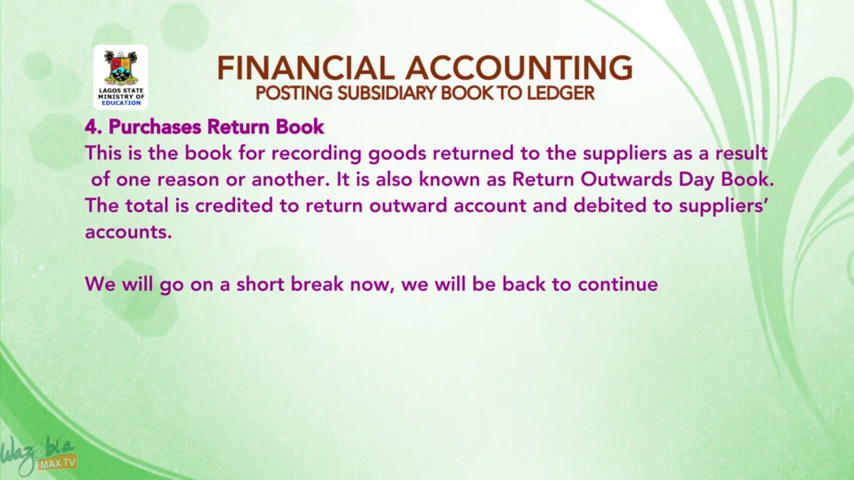 LAGOS STATE
MINISTRY OF
EDUCATION
FINANCIAL ACCOUNTING
POSTING SUBSIDIARY BOOK TO LEDGER
4. Purchases Return Book
This is the book for recording goods returned to the suppliers as a result
of one reason or another. It is also known as Return Outwards Day Book.
The total is credited to return outward account and debited to suppliers’
accounts.
We will go on a short break now, we will be back to continue
Wazobia
MAX TV